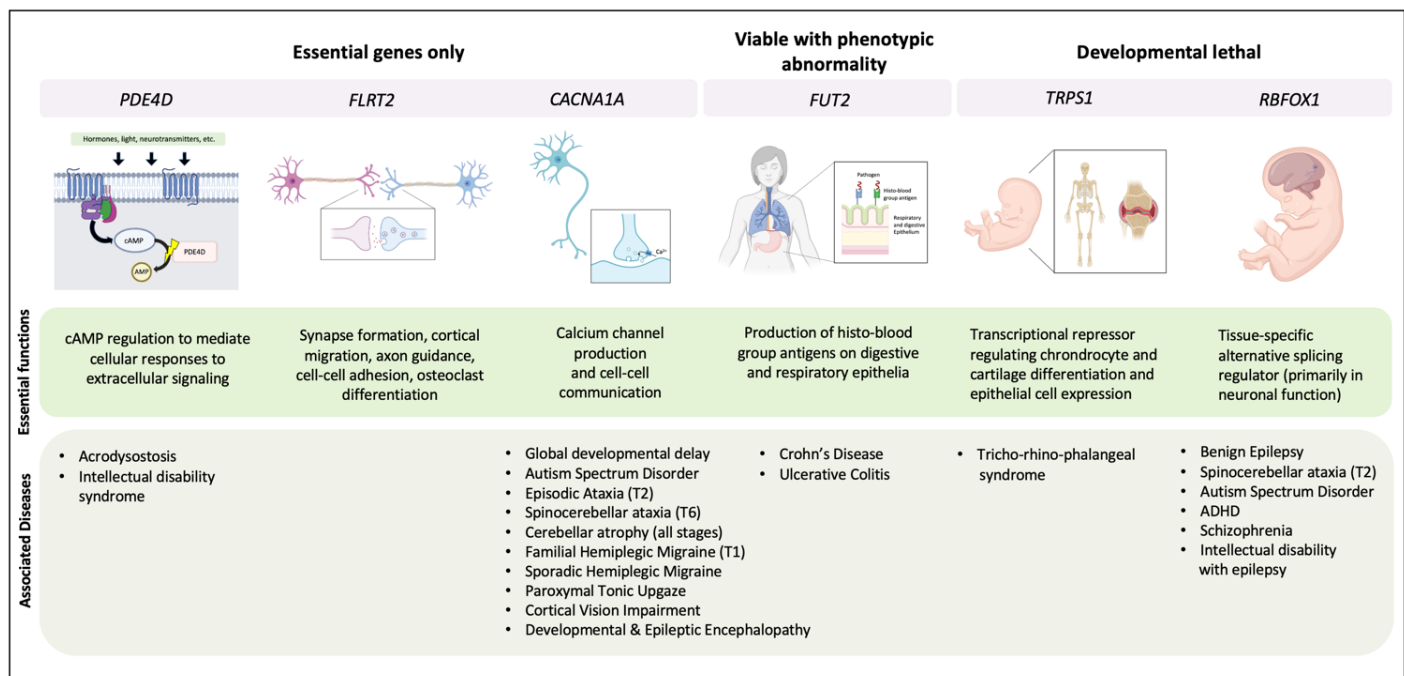 Essential genes only
Viable with phenotypic
abnormality
Developmental lethal
PDE4D
FLRT2
CACNA1A
FUT2
TRPS1
RBFOX1
Hormones, light, neurotransmitters, etc.
cAMP
PDE4D
AMP
Ca²⁺
Pathogen
Histo-blood
group antigen
Respiratory
and digestive
Epithelium
Essential functions
cAMP regulation to mediate
cellular responses to
extracellular signaling
Synapse formation, cortical
migration, axon guidance,
cell-cell adhesion, osteoclast
differentiation
Calcium channel
production
and cell-cell
communication
Production of histo-blood
group antigens on digestive
and respiratory epithelia
Transcriptional repressor
regulating chrondrocyte and
cartilage differentiation and
epithelial cell expression
Tissue-specific
alternative splicing
regulator (primarily in
neuronal function)
Associated Diseases
• Acrodysostosis
• Intellectual disability
syndrome
• Global developmental delay
• Autism Spectrum Disorder
• Episodic Ataxia (T2)
• Spinocerebellar ataxia (T6)
• Cerebellar atrophy (all stages)
• Familial Hemiplegic Migraine (T1)
• Sporadic Hemiplegic Migraine
• Paroxymal Tonic Upgaze
• Cortical Vision Impairment
• Developmental & Epileptic Encephalopathy
• Crohn's Disease
• Ulcerative Colitis
• Tricho-rhino-phalangeal
syndrome
• Benign Epilepsy
• Spinocerebellar ataxia (T2)
• Autism Spectrum Disorder
• ADHD
• Schizophrenia
• Intellectual disability
with epilepsy